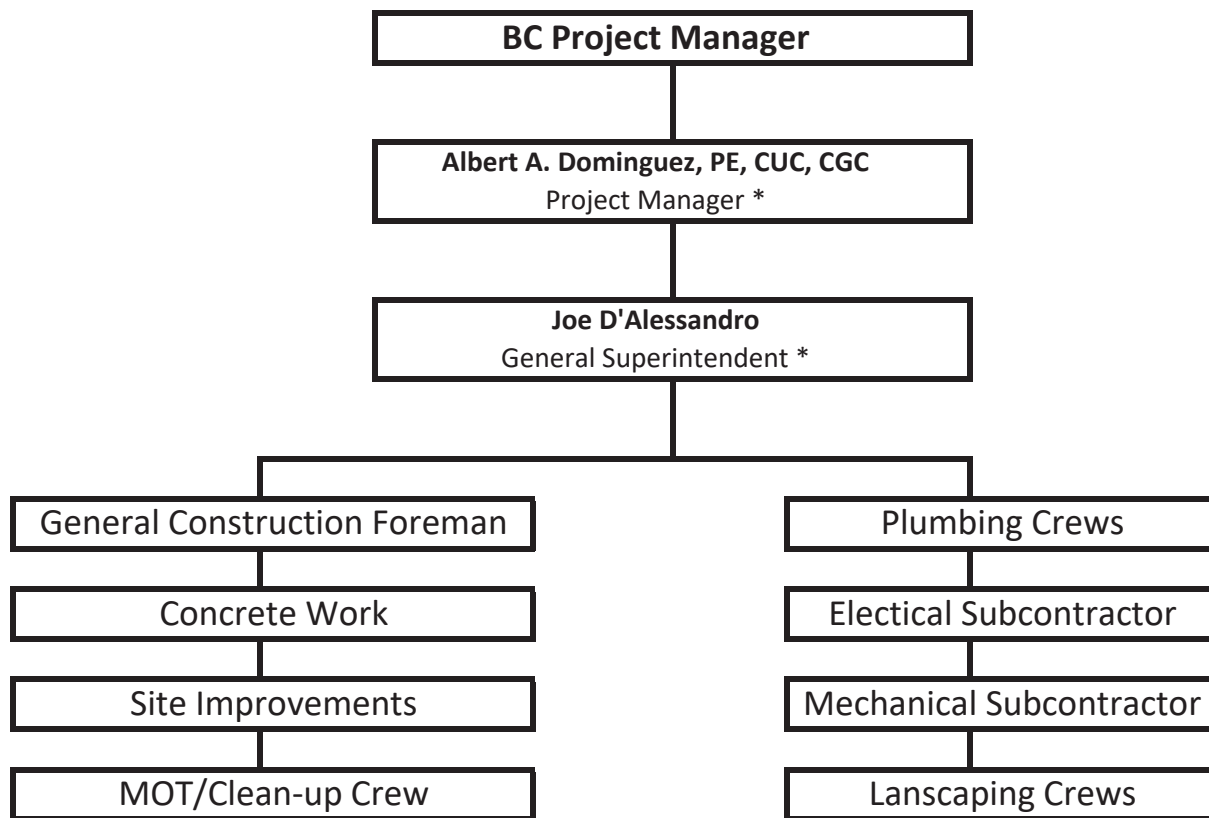 BC Project Manager
Albert A. Dominguez, PE, CUC, CGC
Project Manager *
Joe D'Alessandro
General Superintendent *
General Construction Foreman
Concrete Work
Site Improvements
MOT/Clean-up Crew
Plumbing Crews
Electical Subcontractor
Mechanical Subcontractor
Lanscaping Crews